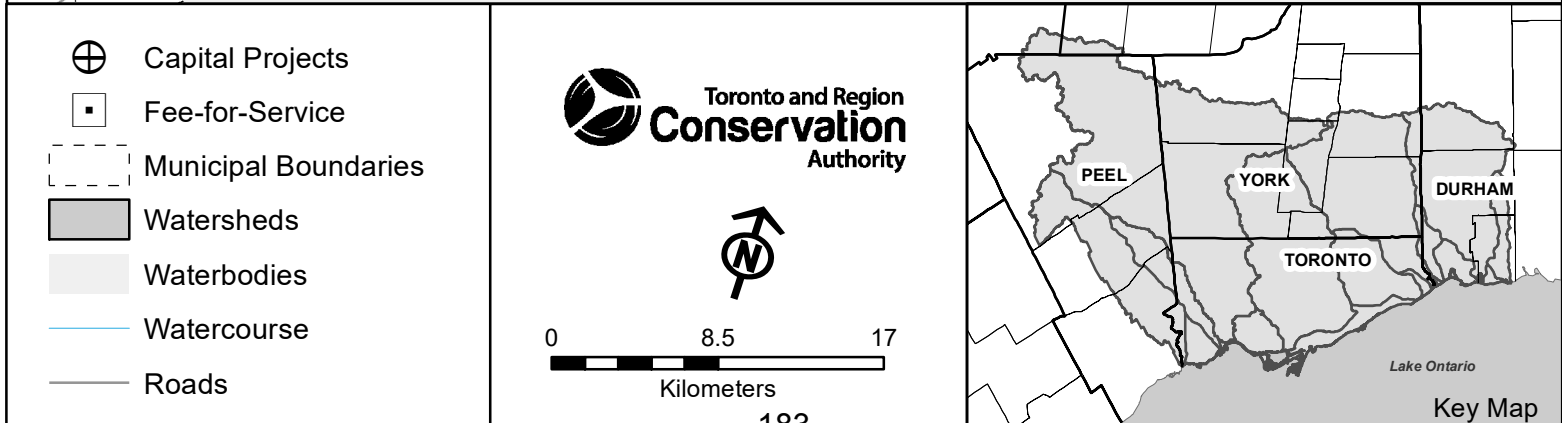 Capital Projects
Fee-for-Service
Municipal Boundaries
Watersheds
Waterbodies
Watercourse
Roads
Toronto and Region
Conservation
Authority
N
0 8.5 17
Kilometers
183
PEEL
YORK
DURHAM
TORONTO
Lake Ontario
Key Map